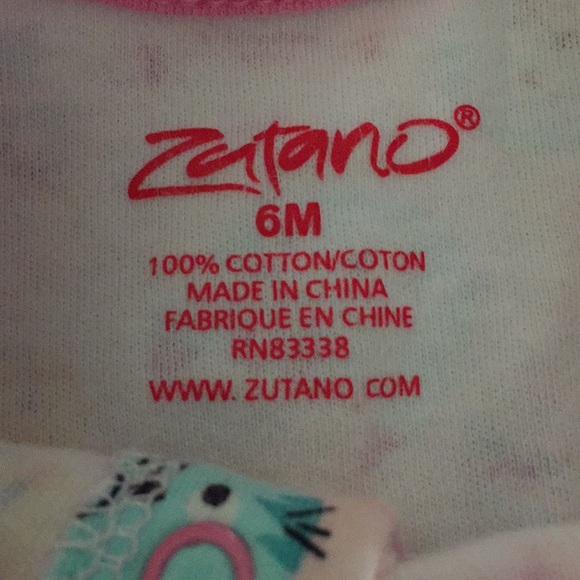 Zutano®
6M
100% COTTON/COTON
MADE IN CHINA
FABRIQUE EN CHINE
RN83338
WWW. ZUTANO COM